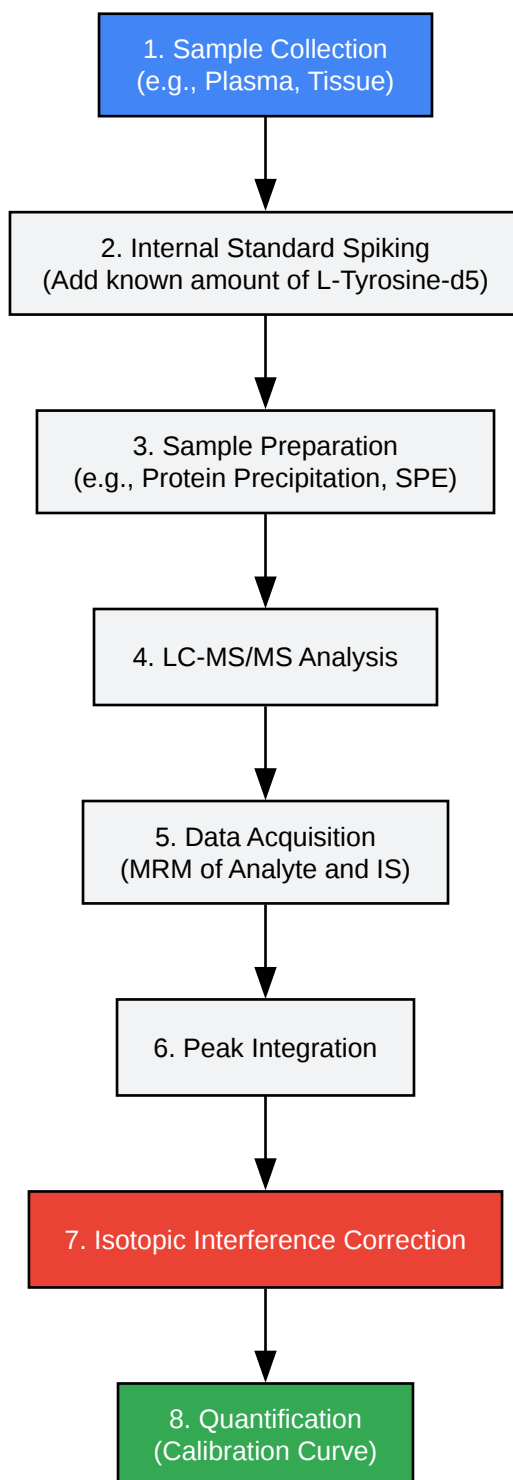 1. Sample Collection
(e.g., Plasma, Tissue)
2. Internal Standard Spiking
(Add known amount of L-Tyrosine-d5)
3. Sample Preparation
(e.g., Protein Precipitation, SPE)
4. LC-MS/MS Analysis
5. Data Acquisition
(MRM of Analyte and IS)
6. Peak Integration
7. Isotopic Interference Correction
8. Quantification
(Calibration Curve)